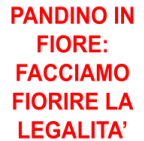 PANDINO IN
FIORE:
FACCIAMO
FIORIRE LA
LEGALITA’